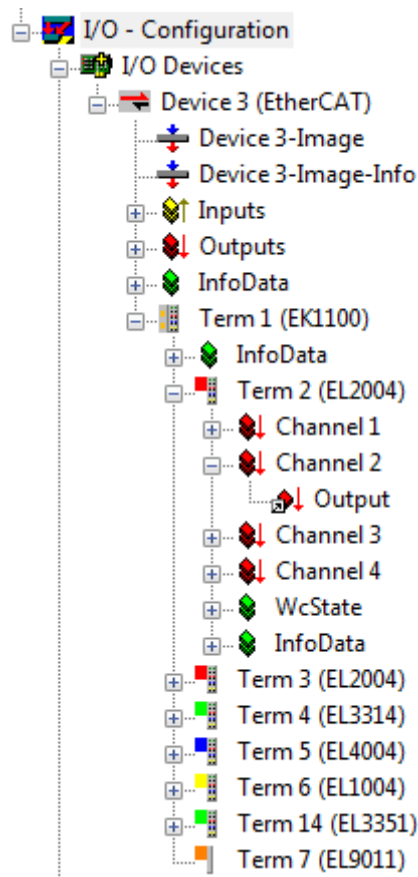 I/O - Configuration
I/O Devices
Device 3 (EtherCAT)
Device 3-Image
Device 3-Image-Info
Inputs
Outputs
InfoData
Term 1 (EK1100)
InfoData
Term 2 (EL2004)
Channel 1
Channel 2
Output
Channel 3
Channel 4
WcState
InfoData
Term 3 (EL2004)
Term 4 (EL3314)
Term 5 (EL4004)
Term 6 (EL1004)
Term 14 (EL3351)
Term 7 (EL9011)